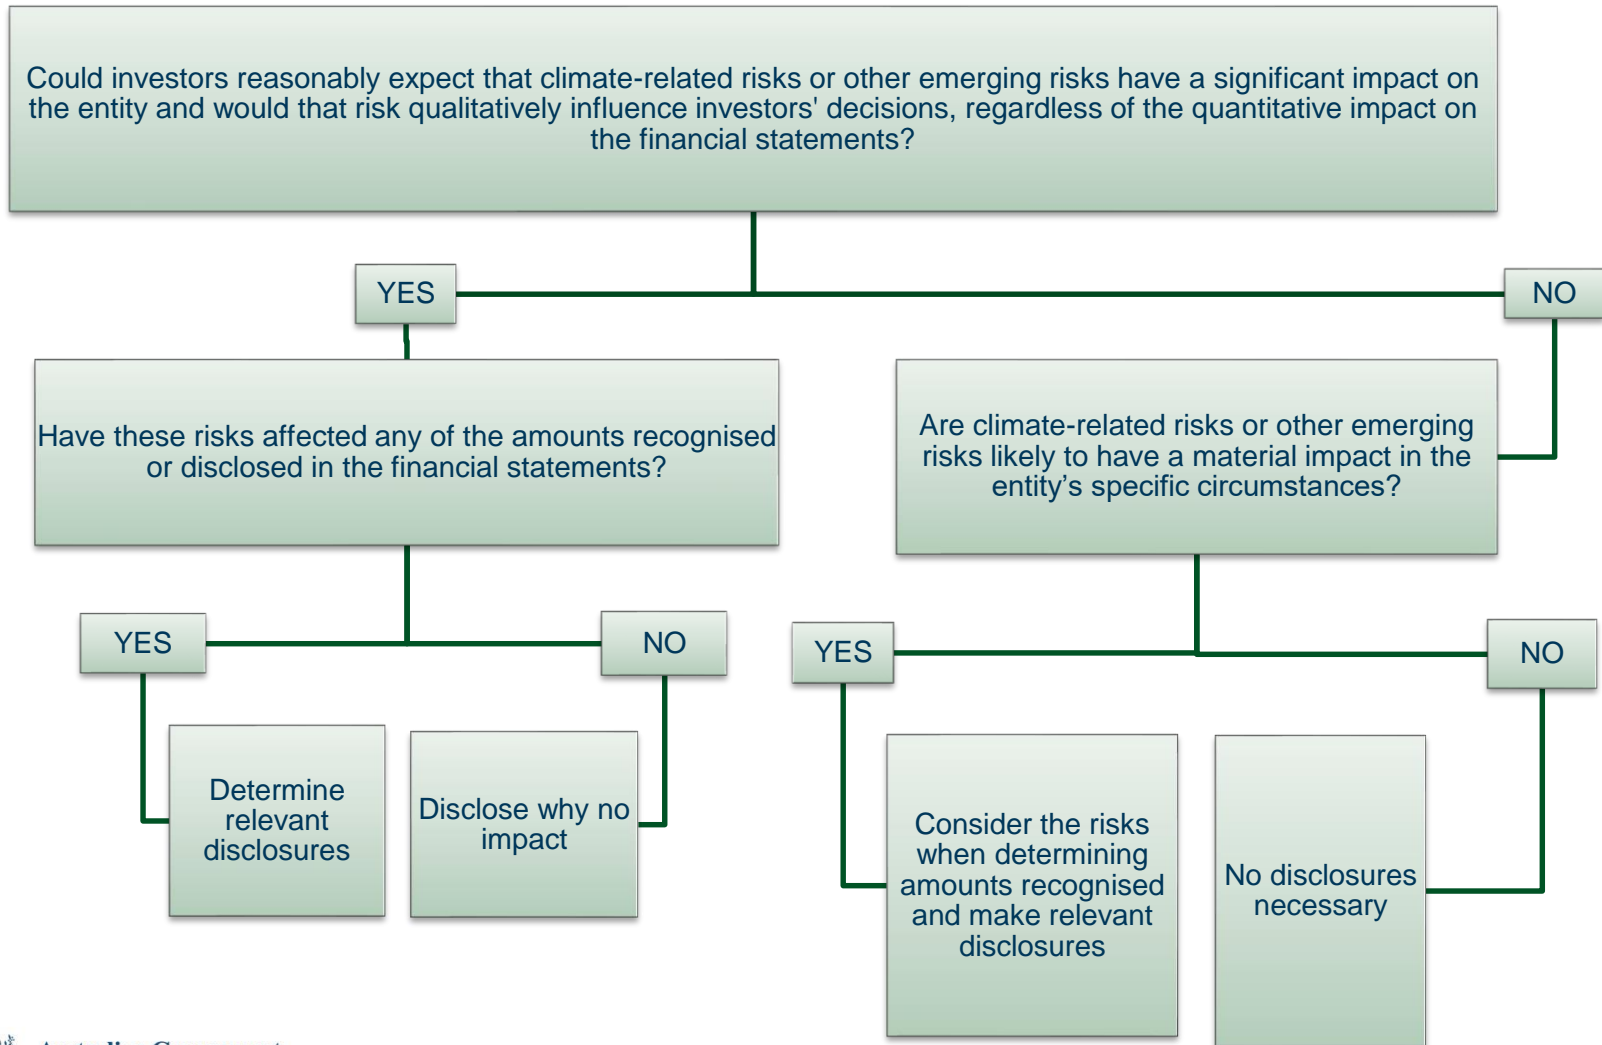 Could investors reasonably expect that climate-related risks or other emerging risks have a significant impact on
the entity and would that risk qualitatively influence investors' decisions, regardless of the quantitative impact on
the financial statements?
YES
NO
Have these risks affected any of the amounts recognised
or disclosed in the financial statements?
Are climate-related risks or other emerging
risks likely to have a material impact in the
entity’s specific circumstances?
YES
NO
YES
NO
Determine
relevant
disclosures
Disclose why no
impact
Consider the risks
when determining
amounts recognised
and make relevant
disclosures
No disclosures
necessary